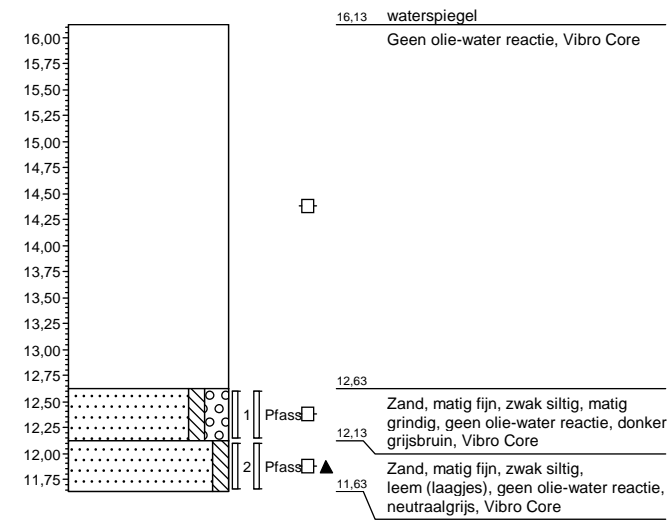 16,13 waterspiegel
Geen olie-water reactie, Vibro Core
16,00
15,75
15,50
15,25
15,00
14,75
14,50
14,25
14,00
13,75
13,50
13,25
13,00
12,75
12,50
12,25
12,00
11,75
1 Pfass
2 Pfass
12,63
Zand, matig fijn, zwak siltig, matig
grindig, geen olie-water reactie, donker
grijsbruin, Vibro Core
12,13
Zand, matig fijn, zwak siltig,
leem (laagjes), geen olie-water reactie,
neutraalgrijs, Vibro Core
11,63